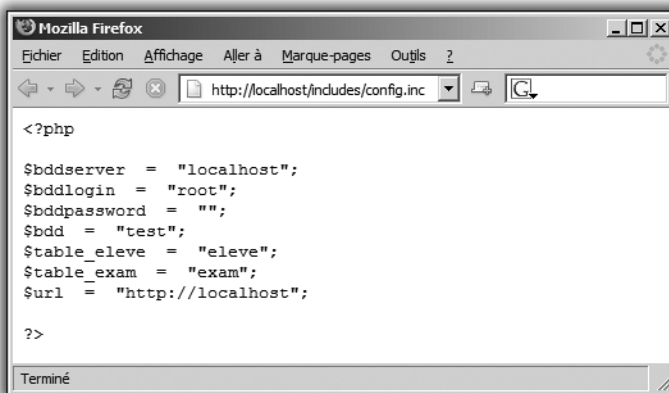 Mozilla Firefox
Fichier Edition Affichage Aller à Marque-pages Outils ?
http://localhost/includes/config.inc G
<?php
$bddserver = "localhost";
$bddlogin = "root";
$bddpassword = "";
$bdd = "test";
$table_eleve = "eleve";
$table_exam = "exam";
$url = "http://localhost";
?>
Terminé